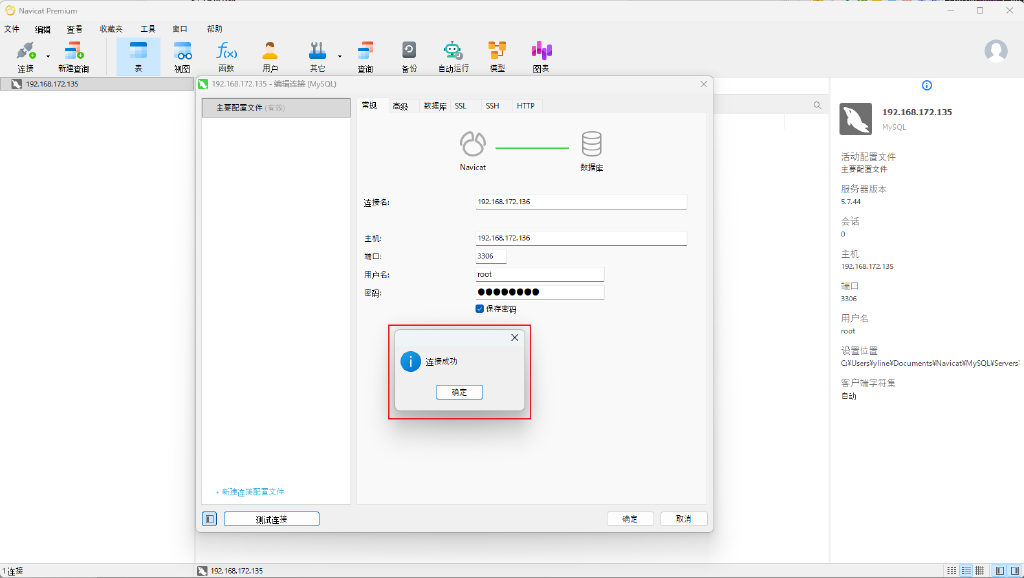 Navicat Premium
文件 编辑 查看 收藏夹 工具 窗口 帮助
连接 新建查询 表 视图 函数 用户 其它 查询 备份 自动运行 模型 图表
f(x)
192.168.172.135
192.168.172.135 - 编辑连接 (MySQL)
主要配置文件 (有效)
常规 高级 数据库 SSL SSH HTTP
Navicat 数据库
连接名: 192.168.172.136
主机: 192.168.172.136
端口: 3306
用户名: root
密码: ●●●●●●●●
保存密码
连接成功
确定
+ 新建连接配置文件
测试连接 确定 取消
192.168.172.135
MySQL
活动配置文件
主要配置文件
服务器版本
5.7.44
会话
0
主机
192.168.172.135
端口
3306
用户名
root
设置位置
C:¥Users¥yline¥Documents¥Navicat¥MySQL¥Servers¥
客户端字符集
自动
1 连接 192.168.172.135